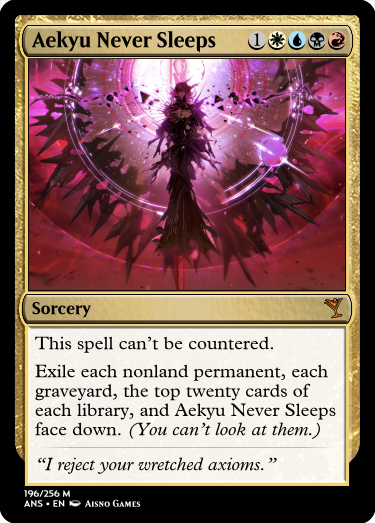 Aekyu Never Sleeps 1
Sorcery
This spell can't be countered.
Exile each nonland permanent, each
graveyard, the top twenty cards of
each library, and Aekyu Never Sleeps
face down. (You can't look at them.)
“I reject your wretched axioms.”
196/256 M
ANS • EN Aisno Games